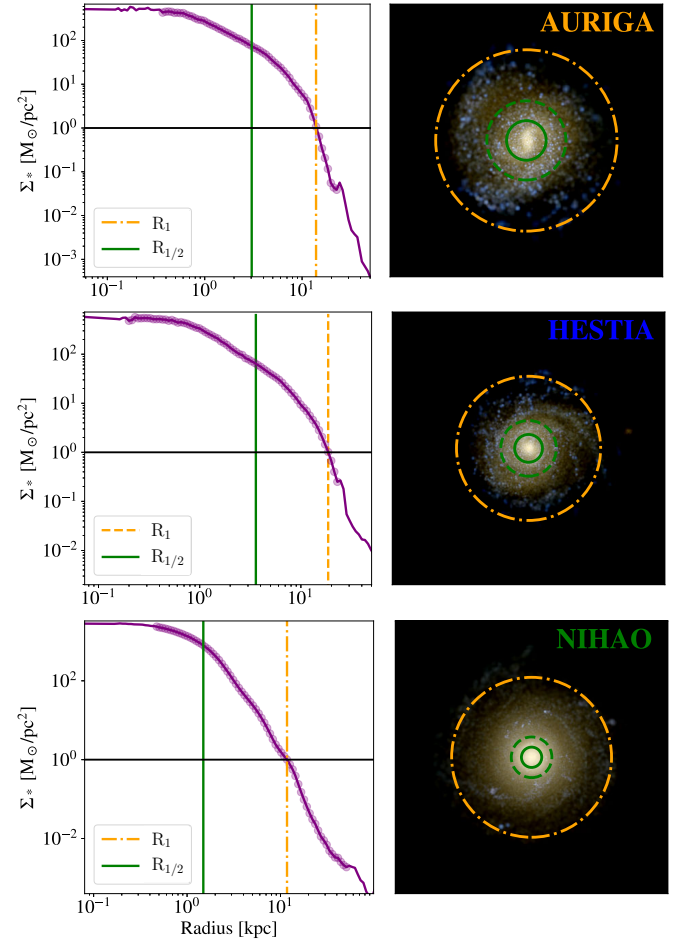 Σ* [M⊙/pc²]
10² 10¹ 10⁰ 10⁻¹ 10⁻² 10⁻³
R₁
R₁/₂
10⁻¹ 10⁰ 10¹
AURIGA
Σ* [M⊙/pc²]
10² 10¹ 10⁰ 10⁻¹ 10⁻²
R₁
R₁/₂
10⁻¹ 10⁰ 10¹
HESTIA
Σ* [M⊙/pc²]
10² 10⁰ 10⁻²
R₁
R₁/₂
10⁻¹ 10⁰ 10¹
Radius [kpc]
NIHAO